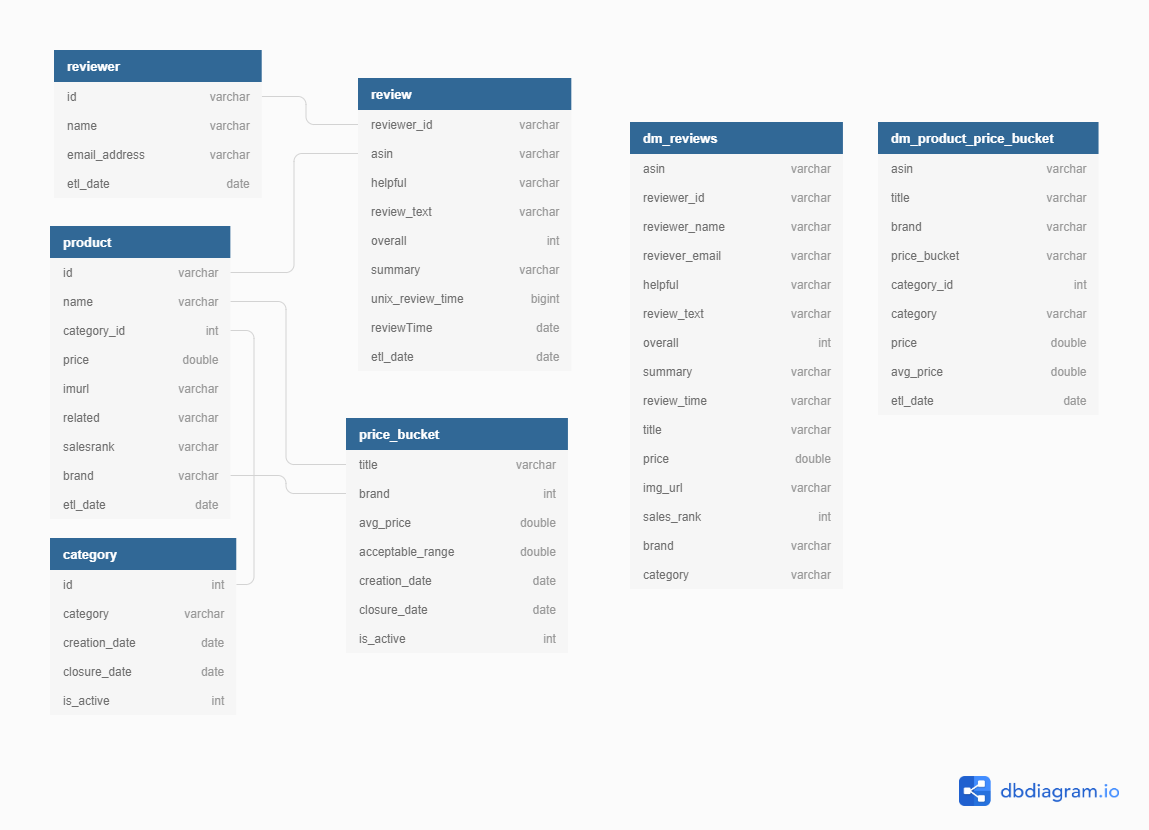 reviewer
id varchar
name varchar
email_address varchar
etl_date date
product
id varchar
name varchar
category_id int
price double
imurl varchar
related varchar
salesrank varchar
brand varchar
etl_date date
category
id int
category varchar
creation_date date
closure_date date
is_active int
review
reviewer_id varchar
asin varchar
helpful varchar
review_text varchar
overall int
summary varchar
unix_review_time bigint
reviewTime date
etl_date date
price_bucket
title varchar
brand int
avg_price double
acceptable_range double
creation_date date
closure_date date
is_active int
dm_reviews
asin varchar
reviewer_id varchar
reviewer_name varchar
reviever_email varchar
helpful varchar
review_text varchar
overall int
summary varchar
review_time varchar
title varchar
price double
img_url varchar
sales_rank int
brand varchar
category varchar
dm_product_price_bucket
asin varchar
title varchar
brand varchar
price_bucket varchar
category_id int
category varchar
price double
avg_price double
etl_date date
dbdiagram.io